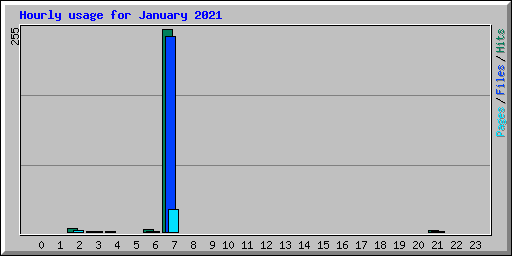 Hourly usage for January 2021
255
Pages/Files/Hits
0 1 2 3 4 5 6 7 8 9 10 11 12 13 14 15 16 17 18 19 20 21 22 23